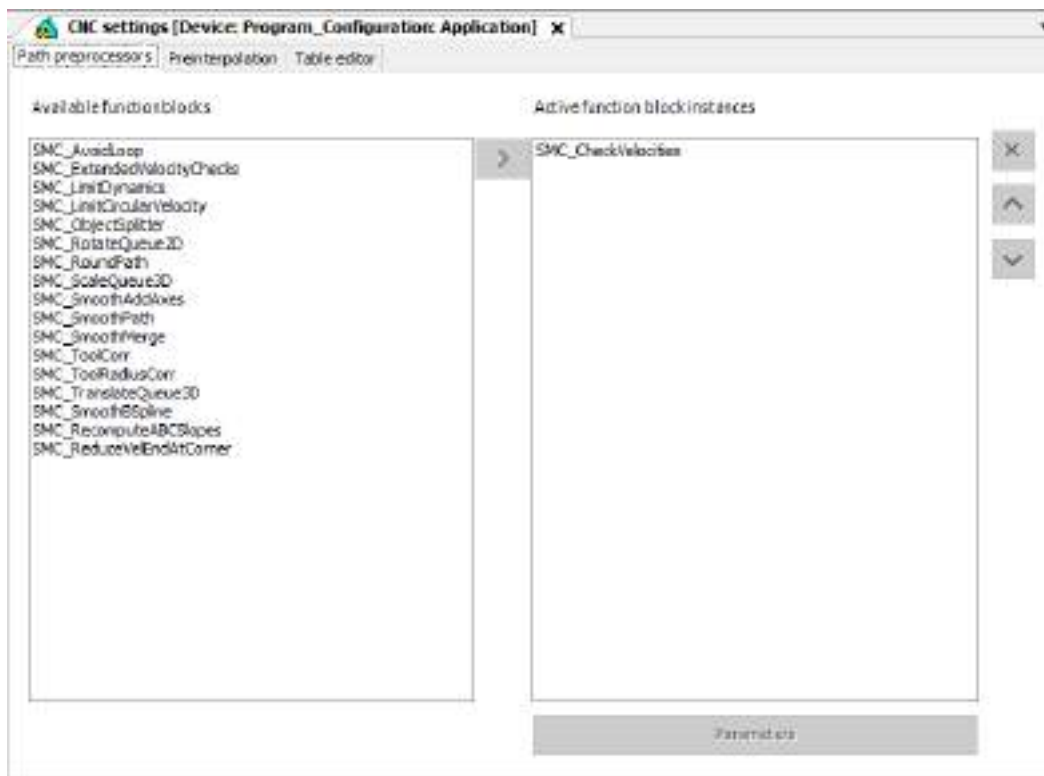 CNC settings [Device: Program_Configuration: Application]
Path preprocessors Preinterpolation Table editor
Available function blocks
Active function block instances
SMC_AvoidLoop
SMC_ExtendedVelocityChecks
SMC_LimitDynamics
SMC_LimitCircularVelocity
SMC_ObjectSplitter
SMC_RotateQueue2D
SMC_RoundPath
SMC_ScaleQueue3D
SMC_SmoothAddAxes
SMC_SmoothPath
SMC_SmoothMerge
SMC_ToolCorr
SMC_ToolRadiusCorr
SMC_TranslateQueue3D
SMC_SmoothBSpline
SMC_RecomputeABCSlopes
SMC_ReduceVelEndAtCorner
SMC_CheckVelocities
Parameters